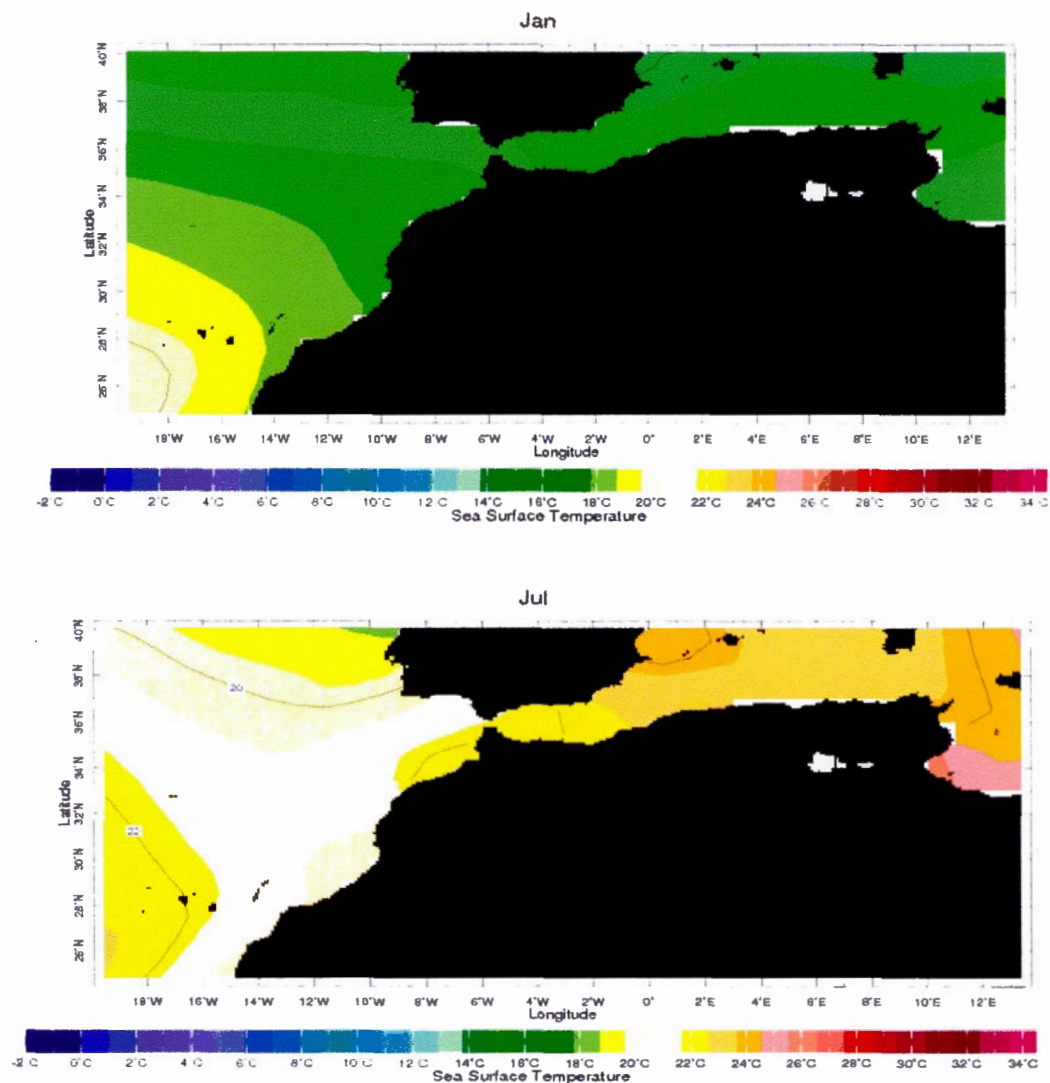 Jan
40°N
38°N
36°N
34°N
32°N
30°N
28°N
26°N
Latitude
18°W 16°W 14°W 12°W 10°W 8°W 6°W 4°W 2°W 0° 2°E 4°E 6°E 8°E 10°E 12°E
Longitude
-2°C 0°C 2°C 4°C 6°C 8°C 10°C 12°C 14°C 16°C 18°C 20°C 22°C 24°C 26°C 28°C 30°C 32°C 34°C
Sea Surface Temperature
Jul
40°N
38°N
36°N
34°N
32°N
30°N
28°N
26°N
Latitude
20
22
18°W 16°W 14°W 12°W 10°W 8°W 6°W 4°W 2°W 0° 2°E 4°E 6°E 8°E 10°E 12°E
Longitude
-2°C 0°C 2°C 4°C 6°C 8°C 10°C 12°C 14°C 16°C 18°C 20°C 22°C 24°C 26°C 28°C 30°C 32°C 34°C
Sea Surface Temperature